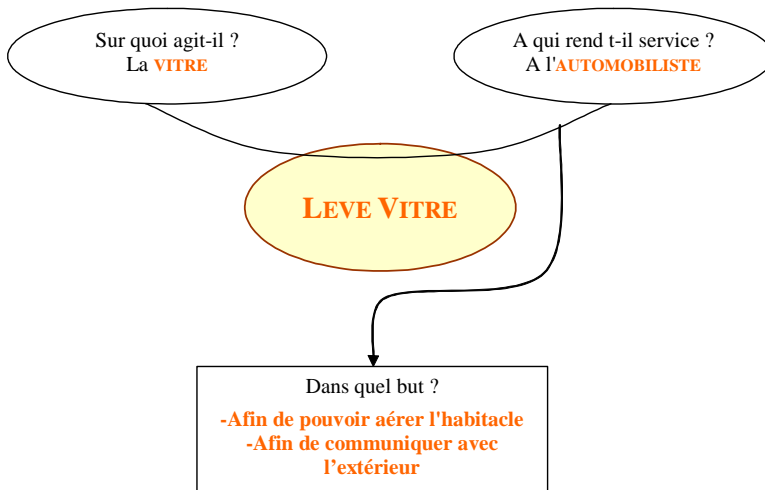 Sur quoi agit-il ?
La VITRE
A qui rend t-il service ?
A l'AUTOMOBILISTE
LEVE VITRE
Dans quel but ?
-Afin de pouvoir aérer l'habitacle
-Afin de communiquer avec
l’extérieur